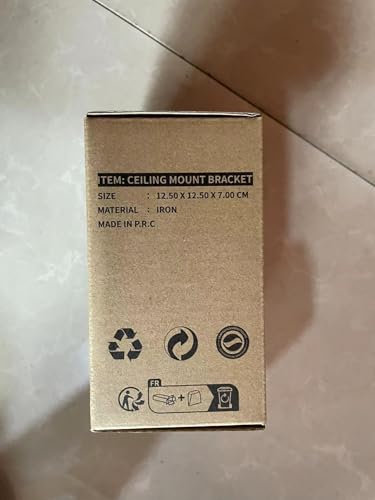 ITEM: CEILING MOUNT BRACKET
SIZE : 12.50 X 12.50 X 7.00 CM
MATERIAL : IRON
MADE IN P.R.C
FR
+